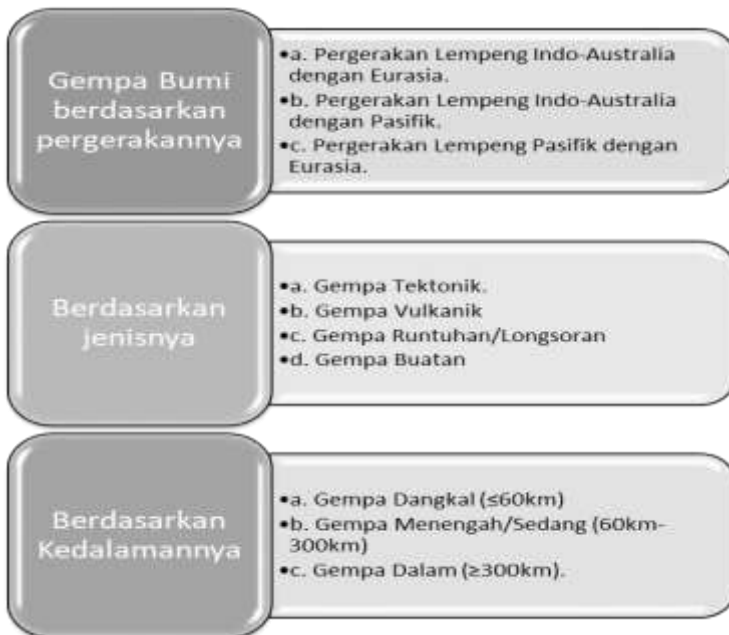 Gempa Bumi
berdasarkan
pergerakannya
•a. Pergerakan Lempeng Indo-Australia
dengan Eurasia.
•b. Pergerakan Lempeng Indo-Australia
dengan Pasifik.
•c. Pergerakan Lempeng Pasifik dengan
Eurasia.
Berdasarkan
jenisnya
•a. Gempa Tektonik.
•b. Gempa Vulkanik
•c. Gempa Runtuhan/Longsoran
•d. Gempa Buatan
Berdasarkan
Kedalamannya
•a. Gempa Dangkal (≤60km)
•b. Gempa Menengah/Sedang (60km-
300km)
•c. Gempa Dalam (≥300km).